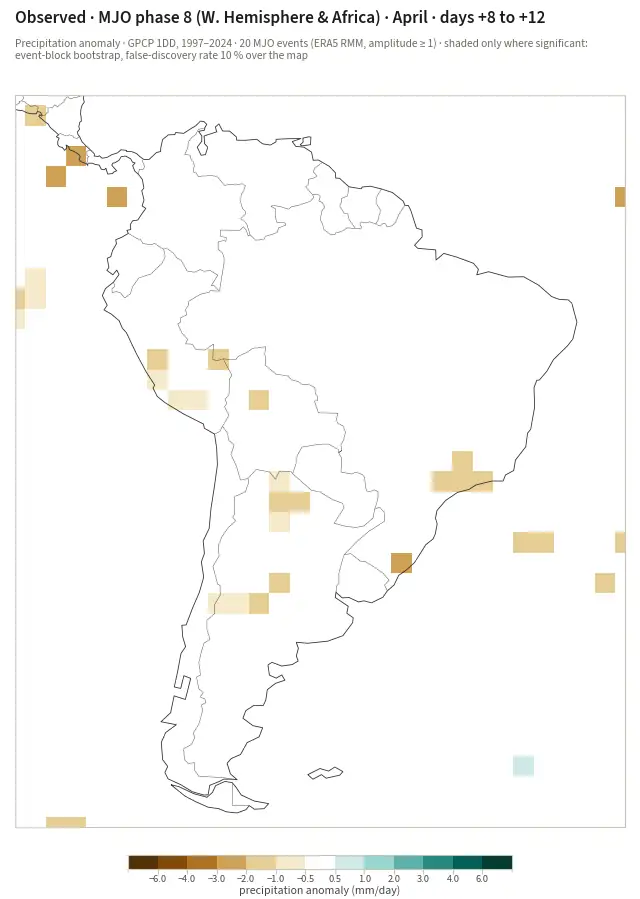 Observed · MJO phase 8 (W. Hemisphere & Africa) · April · days +8 to +12
Precipitation anomaly · GPCP 1DD, 1997–2024 · 20 MJO events (ERA5 RMM, amplitude ≥ 1) · shaded only where significant:
event-block bootstrap, false-discovery rate 10 % over the map
−6.0 −4.0 −3.0 −2.0 −1.0 −0.5 0.5 1.0 2.0 3.0 4.0 6.0
precipitation anomaly (mm/day)